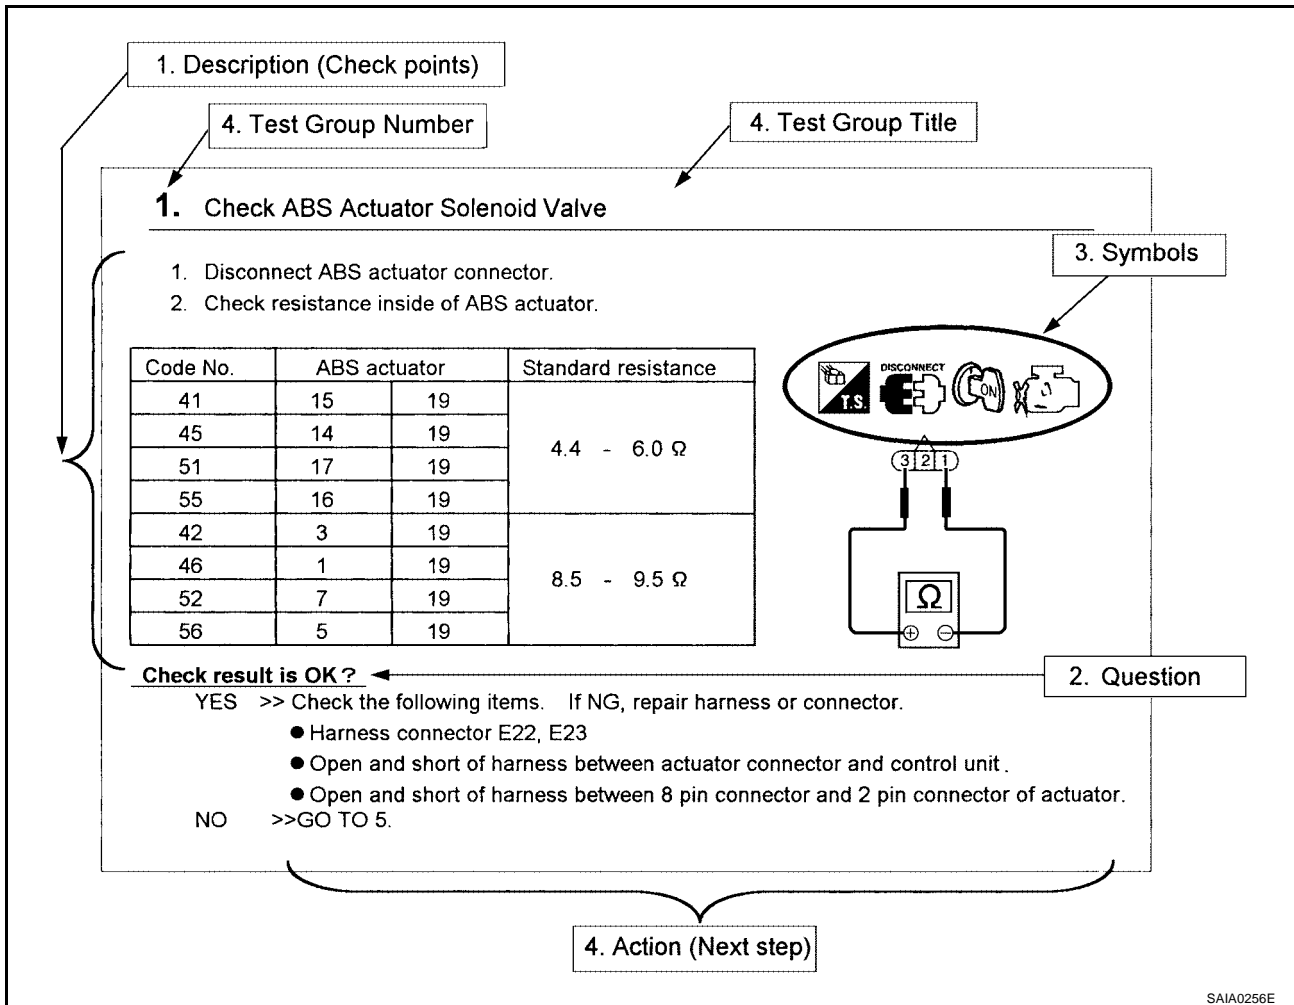 1. Description (Check points)
4. Test Group Number
4. Test Group Title
1. Check ABS Actuator Solenoid Valve
3. Symbols
1. Disconnect ABS actuator connector.
2. Check resistance inside of ABS actuator.
Code No. ABS actuator Standard resistance
41 15 19
45 14 19
51 17 19
55 16 19
4.4 - 6.0 Ω
42 3 19
46 1 19
52 7 19
56 5 19
8.5 - 9.5 Ω
T.S.
DISCONNECT
ON
3 2 1
Ω
+ −
Check result is OK?
2. Question
YES >> Check the following items. If NG, repair harness or connector.
● Harness connector E22, E23
● Open and short of harness between actuator connector and control unit.
● Open and short of harness between 8 pin connector and 2 pin connector of actuator.
NO >>GO TO 5.
4. Action (Next step)
SAIA0256E